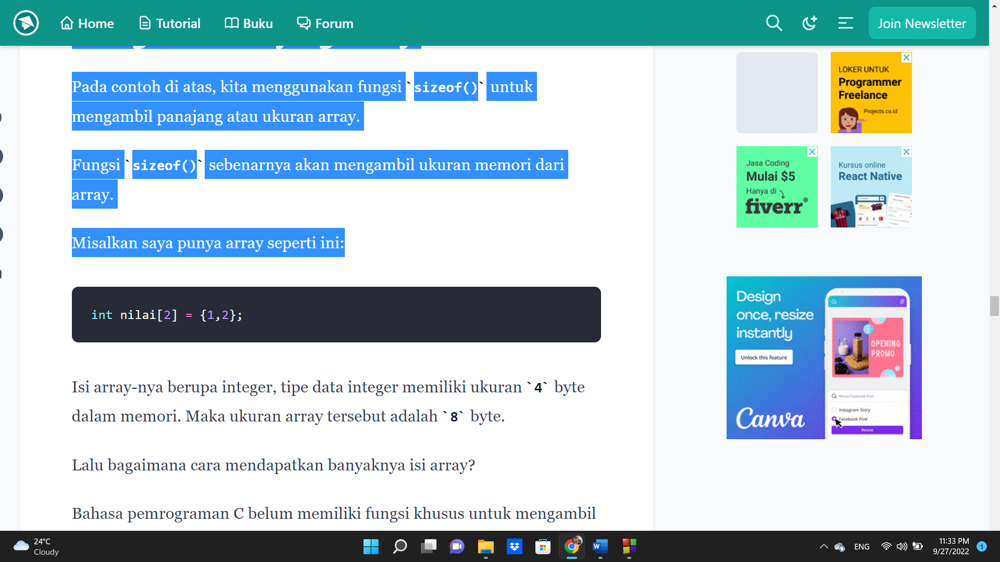 Home
Tutorial
Buku
Forum
Join Newsletter
Pada contoh di atas, kita menggunakan fungsi `sizeof()` untuk
mengambil panajang atau ukuran array.
Fungsi `sizeof()` sebenarnya akan mengambil ukuran memori dari
array.
Misalkan saya punya array seperti ini:
int nilai[2] = {1,2};
Isi array-nya berupa integer, tipe data integer memiliki ukuran `4` byte
dalam memori. Maka ukuran array tersebut adalah `8` byte.
Lalu bagaimana cara mendapatkan banyaknya isi array?
Bahasa pemrograman C belum memiliki fungsi khusus untuk mengambil
LOKER UNTUK
Programmer
Freelance
Projects.co.id
Jasa Coding
Mulai $5
Hanya di
fiverr®
Kursus online
React Native
Design
once, resize
instantly
Unlock this feature
Canva
OPENING
PROMO
Resize Facebook Post
Instagram Story
Facebook Post
Resize
24°C
Cloudy
W
ENG
11:33 PM
9/27/2022
1